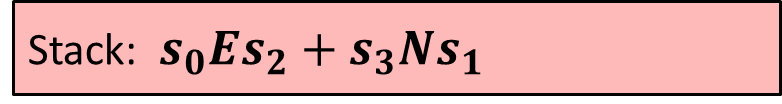 Stack: s₀Es₂ + s₃Ns₁